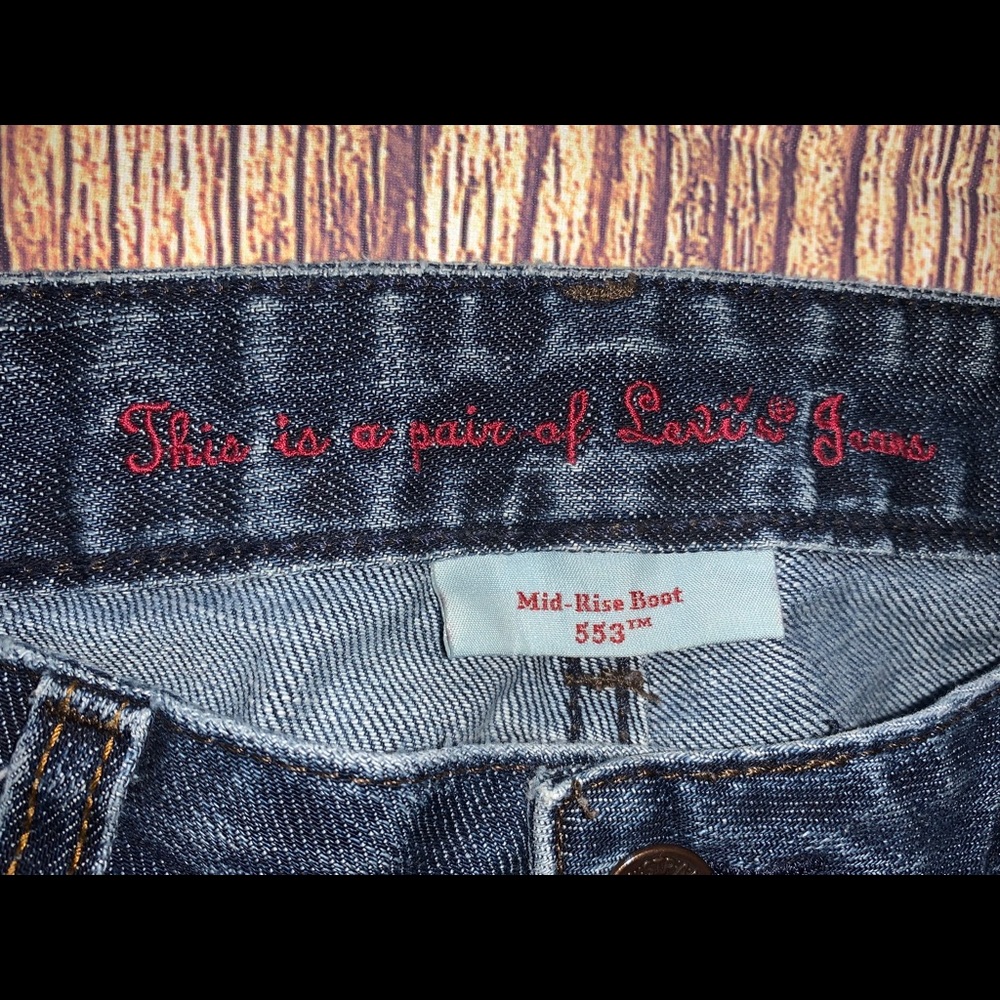 This is a pair of Levi's® Jeans
Mid-Rise Boot
553™